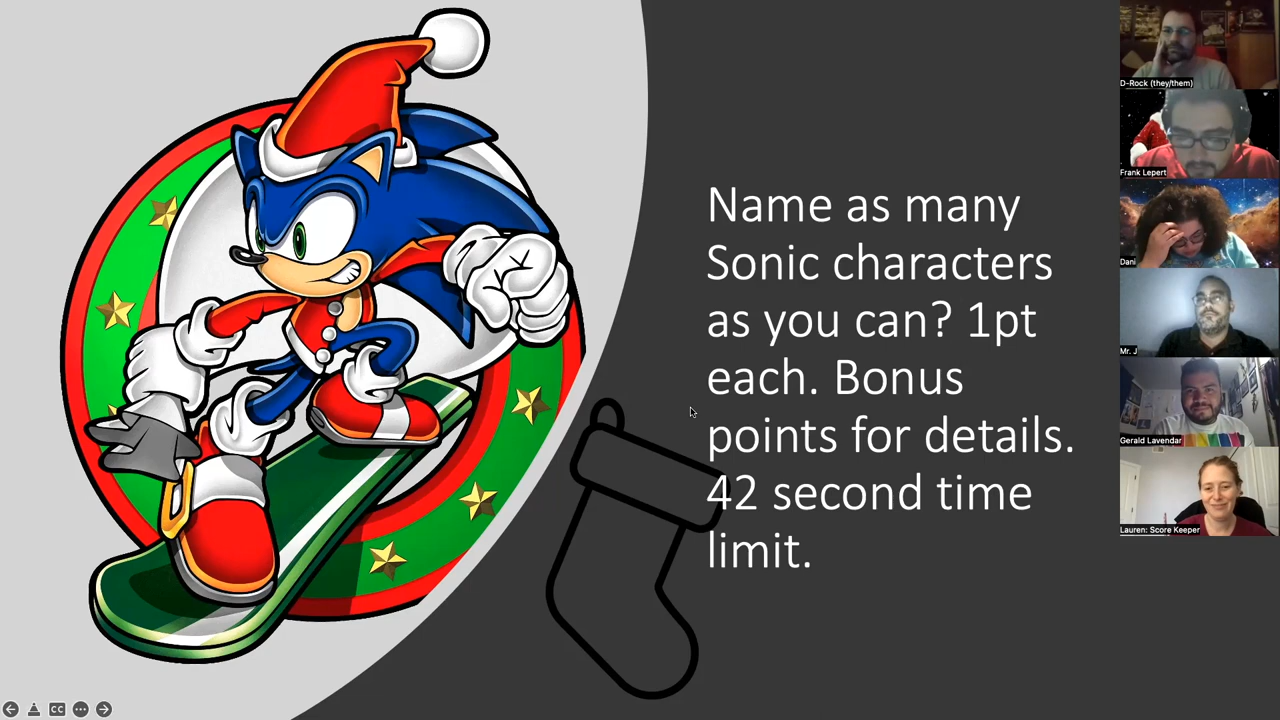 Name as many
Sonic characters
as you can? 1pt
each. Bonus
points for details.
42 second time
limit.
D-Rock (they/them)
Frank Lepert
Dani
Mr. J
Gerald Lavendar
Lauren: Score Keeper
CC